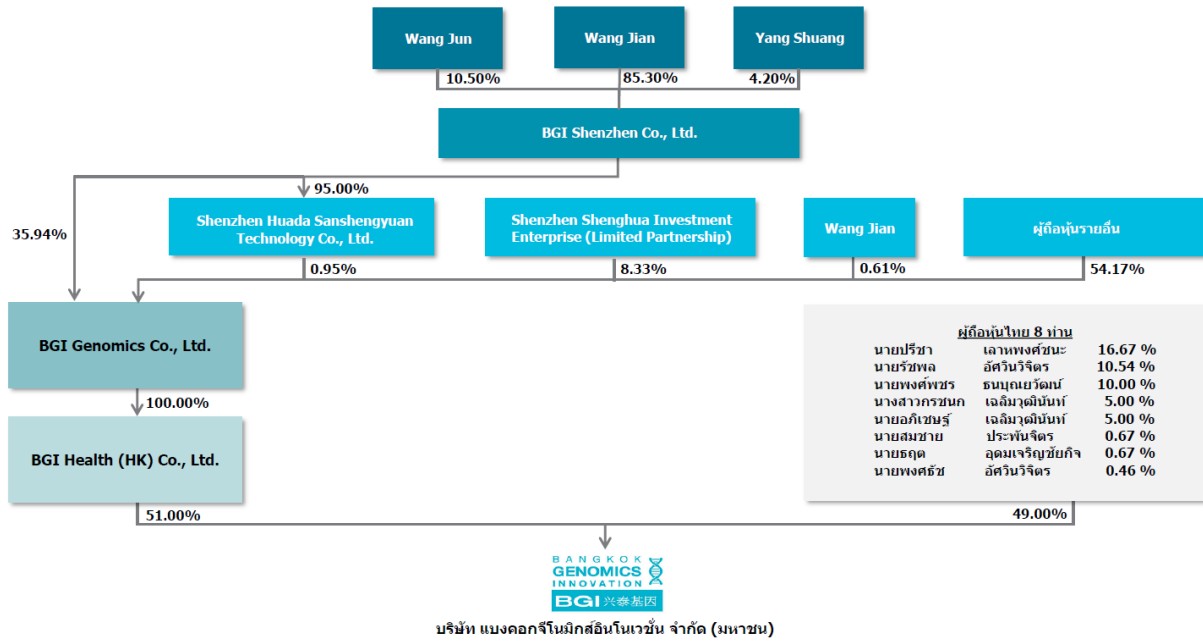 Wang Jun
Wang Jian
Yang Shuang
10.50%
85.30%
4.20%
BGI Shenzhen Co., Ltd.
95.00%
35.94%
Shenzhen Huada Sanshengyuan
Technology Co., Ltd.
Shenzhen Shenghua Investment
Enterprise (Limited Partnership)
Wang Jian
ผู้ถือหุ้นรายอื่น
0.95%
8.33%
0.61%
54.17%
BGI Genomics Co., Ltd.
100.00%
BGI Health (HK) Co., Ltd.
ผู้ถือหุ้นไทย 8 ท่าน
นายปรีชา เลาหพงศ์ชนะ 16.67 %
นายรัชพล อัศวินวิจิตร 10.54 %
นายพงศ์พชร ธนบุณยวัฒน์ 10.00 %
นางสาวกรชนก เฉลิมวุฒินันท์ 5.00 %
นายอภิเชษฐ์ เฉลิมวุฒินันท์ 5.00 %
นายสมชาย ประพันจิตร 0.67 %
นายธฤต อุดมเจริญชัยกิจ 0.67 %
นายพงศธัช อัศวินวิจิตร 0.46 %
51.00%
49.00%
BANGKOK
GENOMICS
INNOVATION
BGI 兴泰基因
บริษัท แบงคอกจีโนมิกส์อินโนเวชั่น จำกัด (มหาชน)